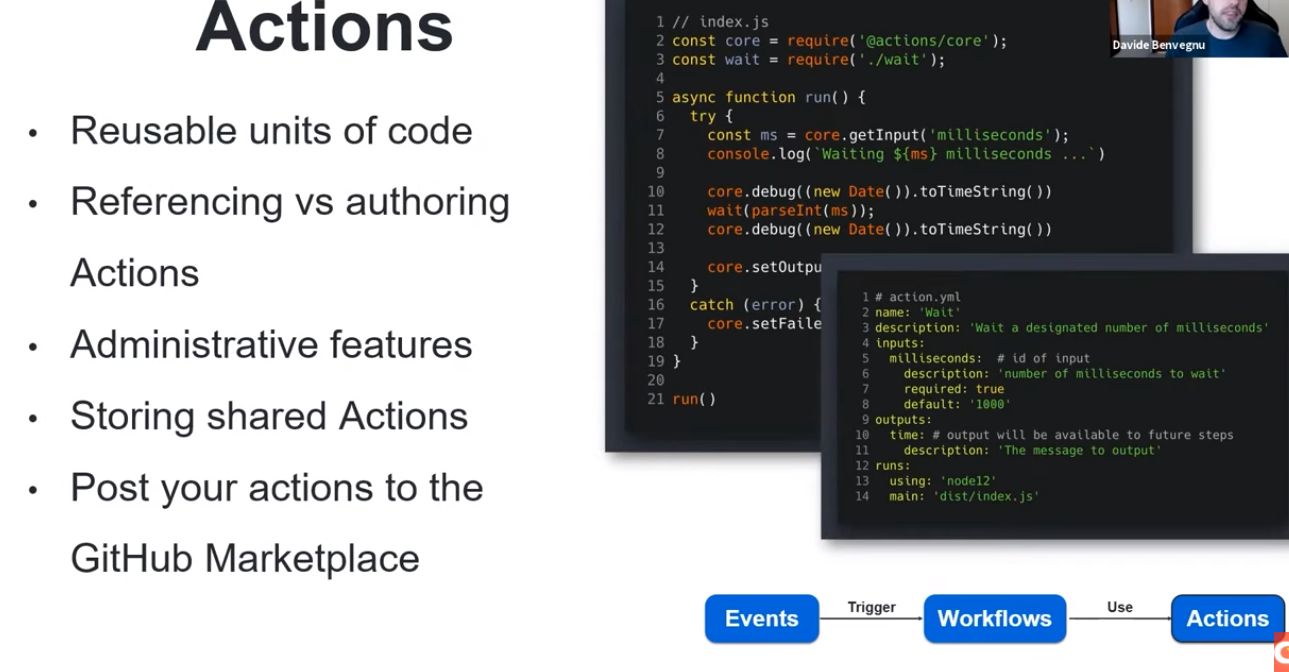 Actions
• Reusable units of code
• Referencing vs authoring
Actions
• Administrative features
• Storing shared Actions
• Post your actions to the
GitHub Marketplace
1 // index.js
2 const core = require('@actions/core');
3 const wait = require('./wait');
4
5 async function run() {
6 try {
7 const ms = core.getInput('milliseconds');
8 console.log(`Waiting ${ms} milliseconds ...`)
9
10 core.debug((new Date()).toTimeString())
11 wait(parseInt(ms));
12 core.debug((new Date()).toTimeString())
13
14 core.setOutpu
15 }
16 catch (error) {
17 core.setFaile
18 }
19 }
20
21 run()
Davide Benvegnu
1 # action.yml
2 name: 'Wait'
3 description: 'Wait a designated number of milliseconds'
4 inputs:
5 milliseconds: # id of input
6 description: 'number of milliseconds to wait'
7 required: true
8 default: '1000'
9 outputs:
10 time: # output will be available to future steps
11 description: 'The message to output'
12 runs:
13 using: 'node12'
14 main: 'dist/index.js'
Events
Trigger
Workflows
Use
Actions